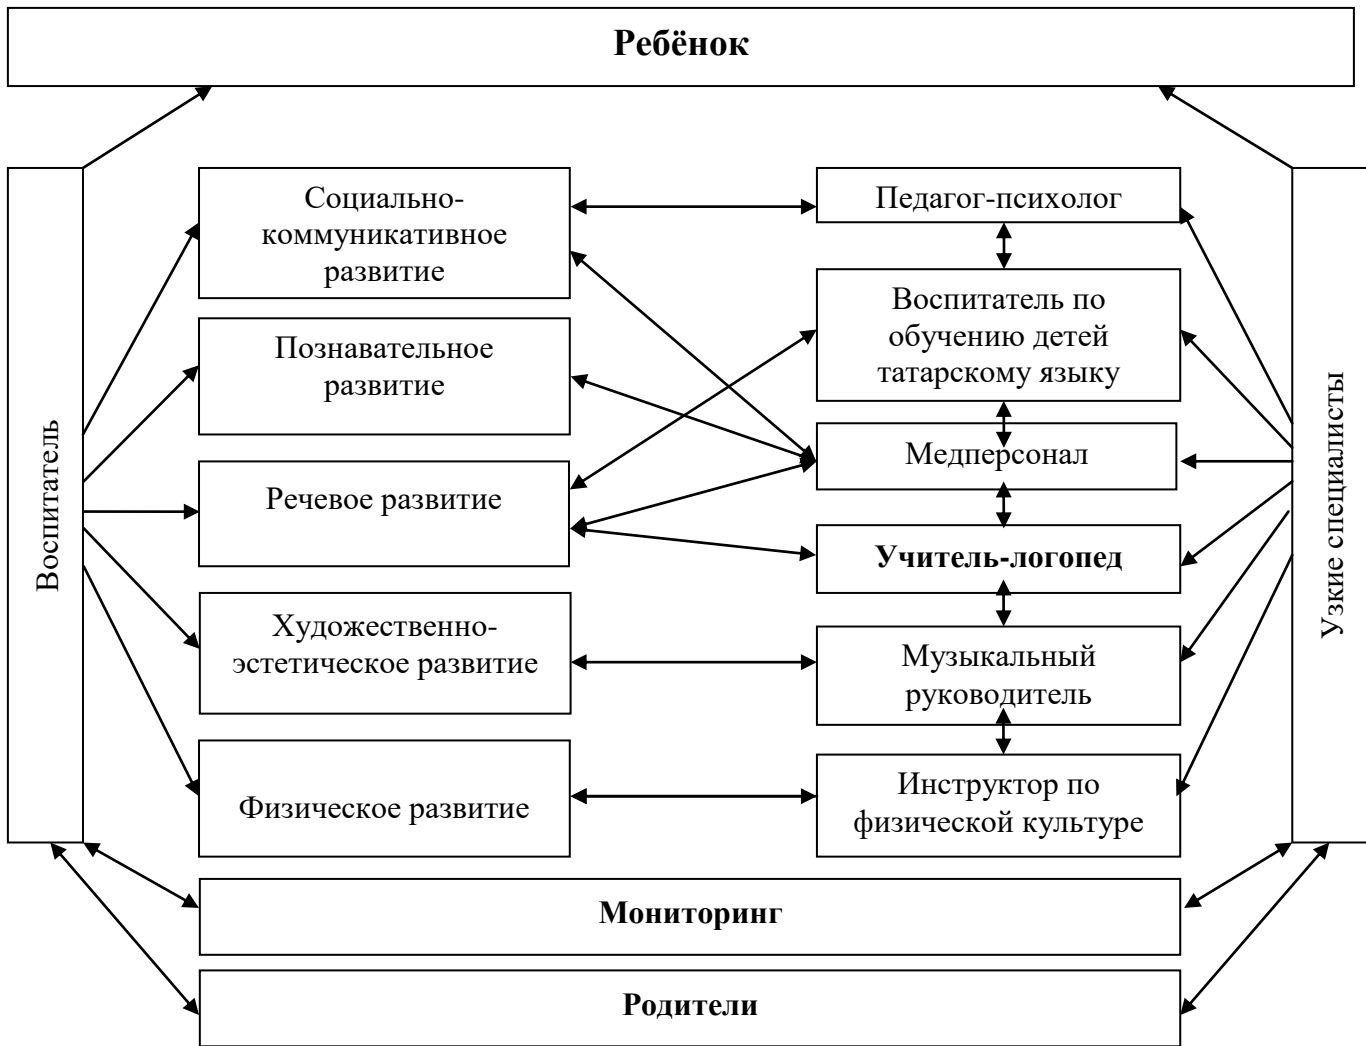 Ребёнок
Воспитатель
Социально-
коммуникативное
развитие
Познавательное
развитие
Речевое развитие
Художественно-
эстетическое развитие
Физическое развитие
Педагог-психолог
Воспитатель по
обучению детей
татарскому языку
Медперсонал
Учитель-логопед
Музыкальный
руководитель
Инструктор по
физической культуре
Узкие специалисты
Мониторинг
Родители